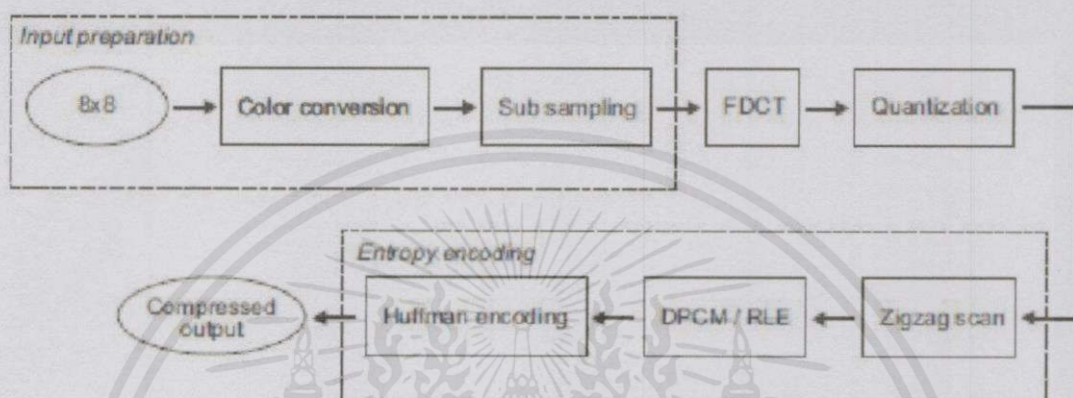 Input preparation
8x8
Color conversion
Sub sampling
FDCT
Quantization
Entropy encoding
Compressed
output
Huffman encoding
DPCM / RLE
Zigzag scan